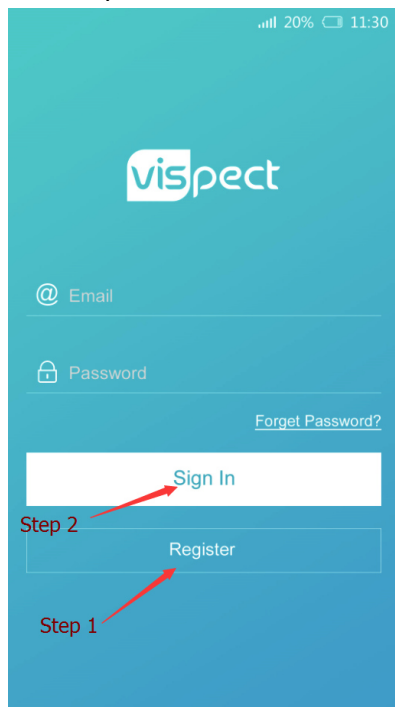 20% 11:30
vispect
@ Email
Password
Forget Password?
Sign In
Step 2
Register
Step 1